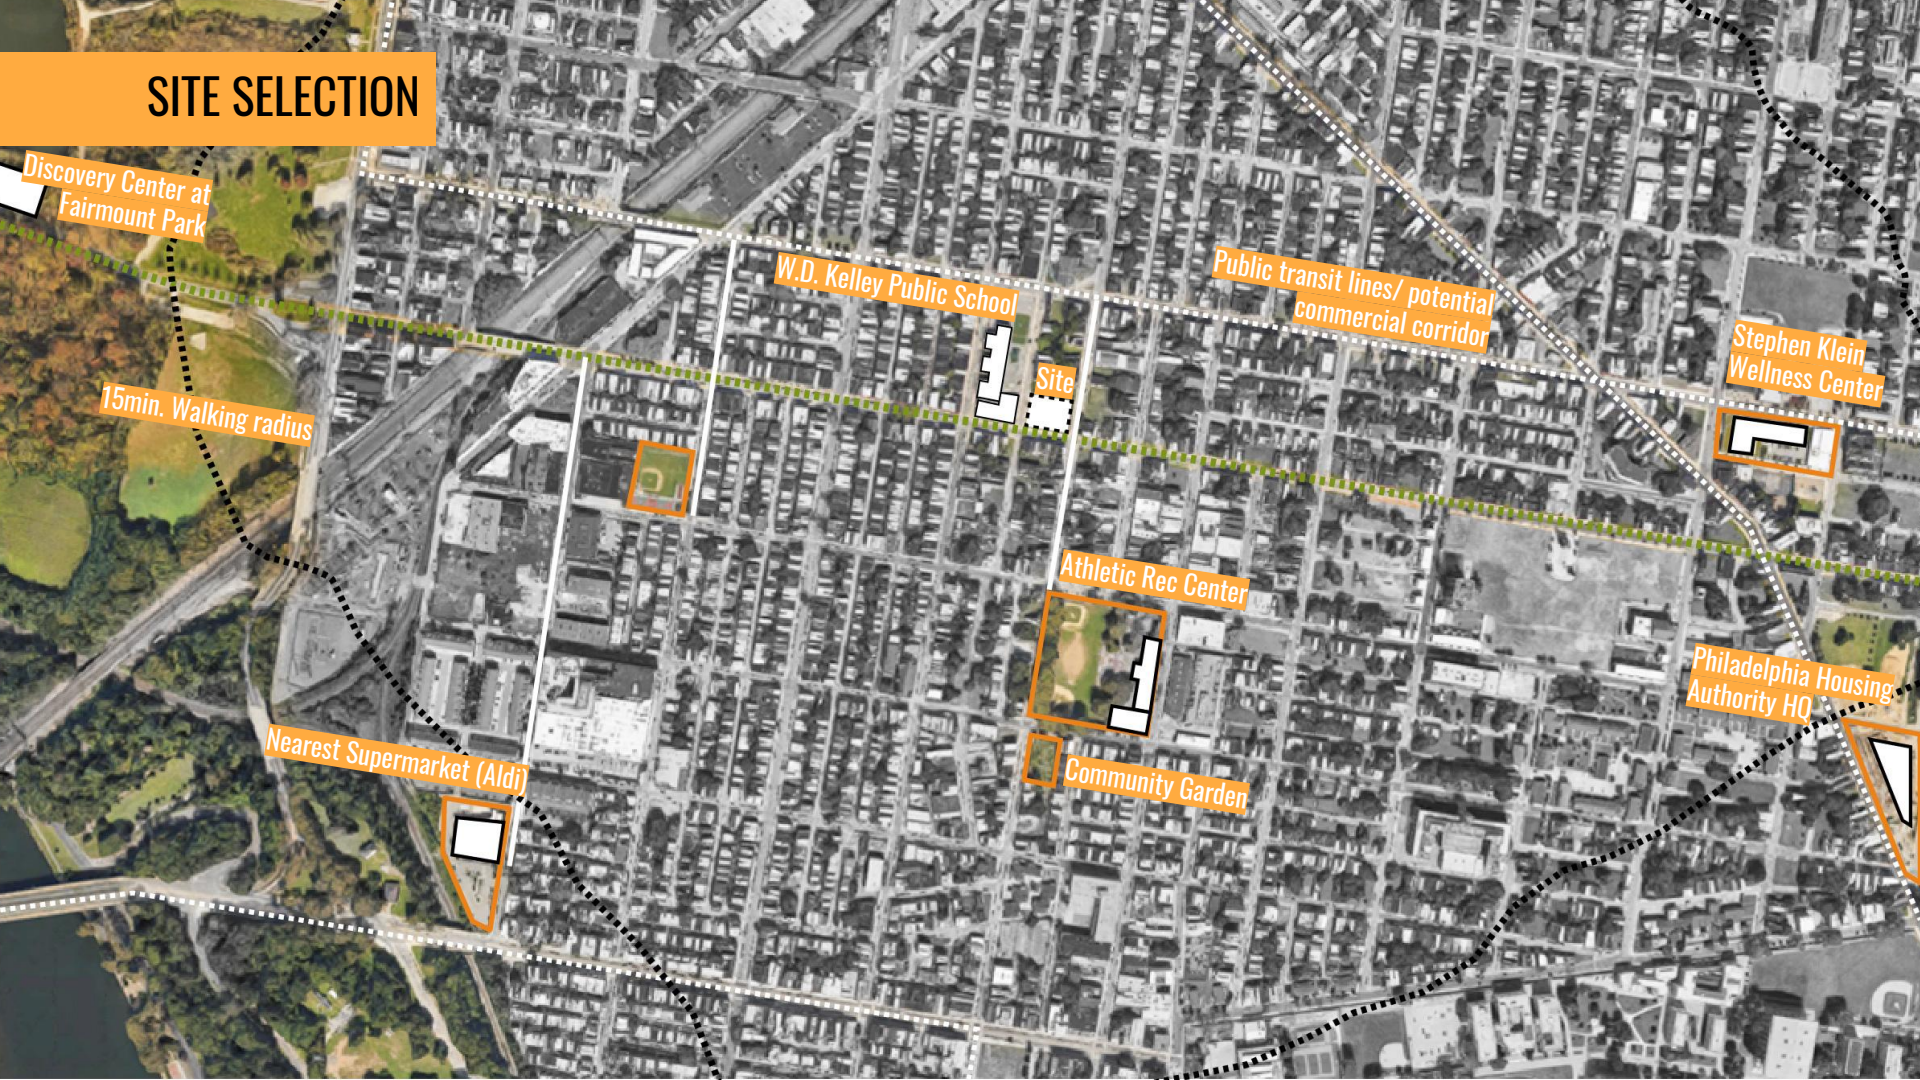 SITE SELECTION
Discovery Center at
Fairmount Park
W.D. Kelley Public School
Public transit lines/ potential
commercial corridor
Stephen Klein
Wellness Center
Site
15min. Walking radius
Athletic Rec Center
Philadelphia Housing
Authority HQ
Nearest Supermarket (Aldi)
Community Garden